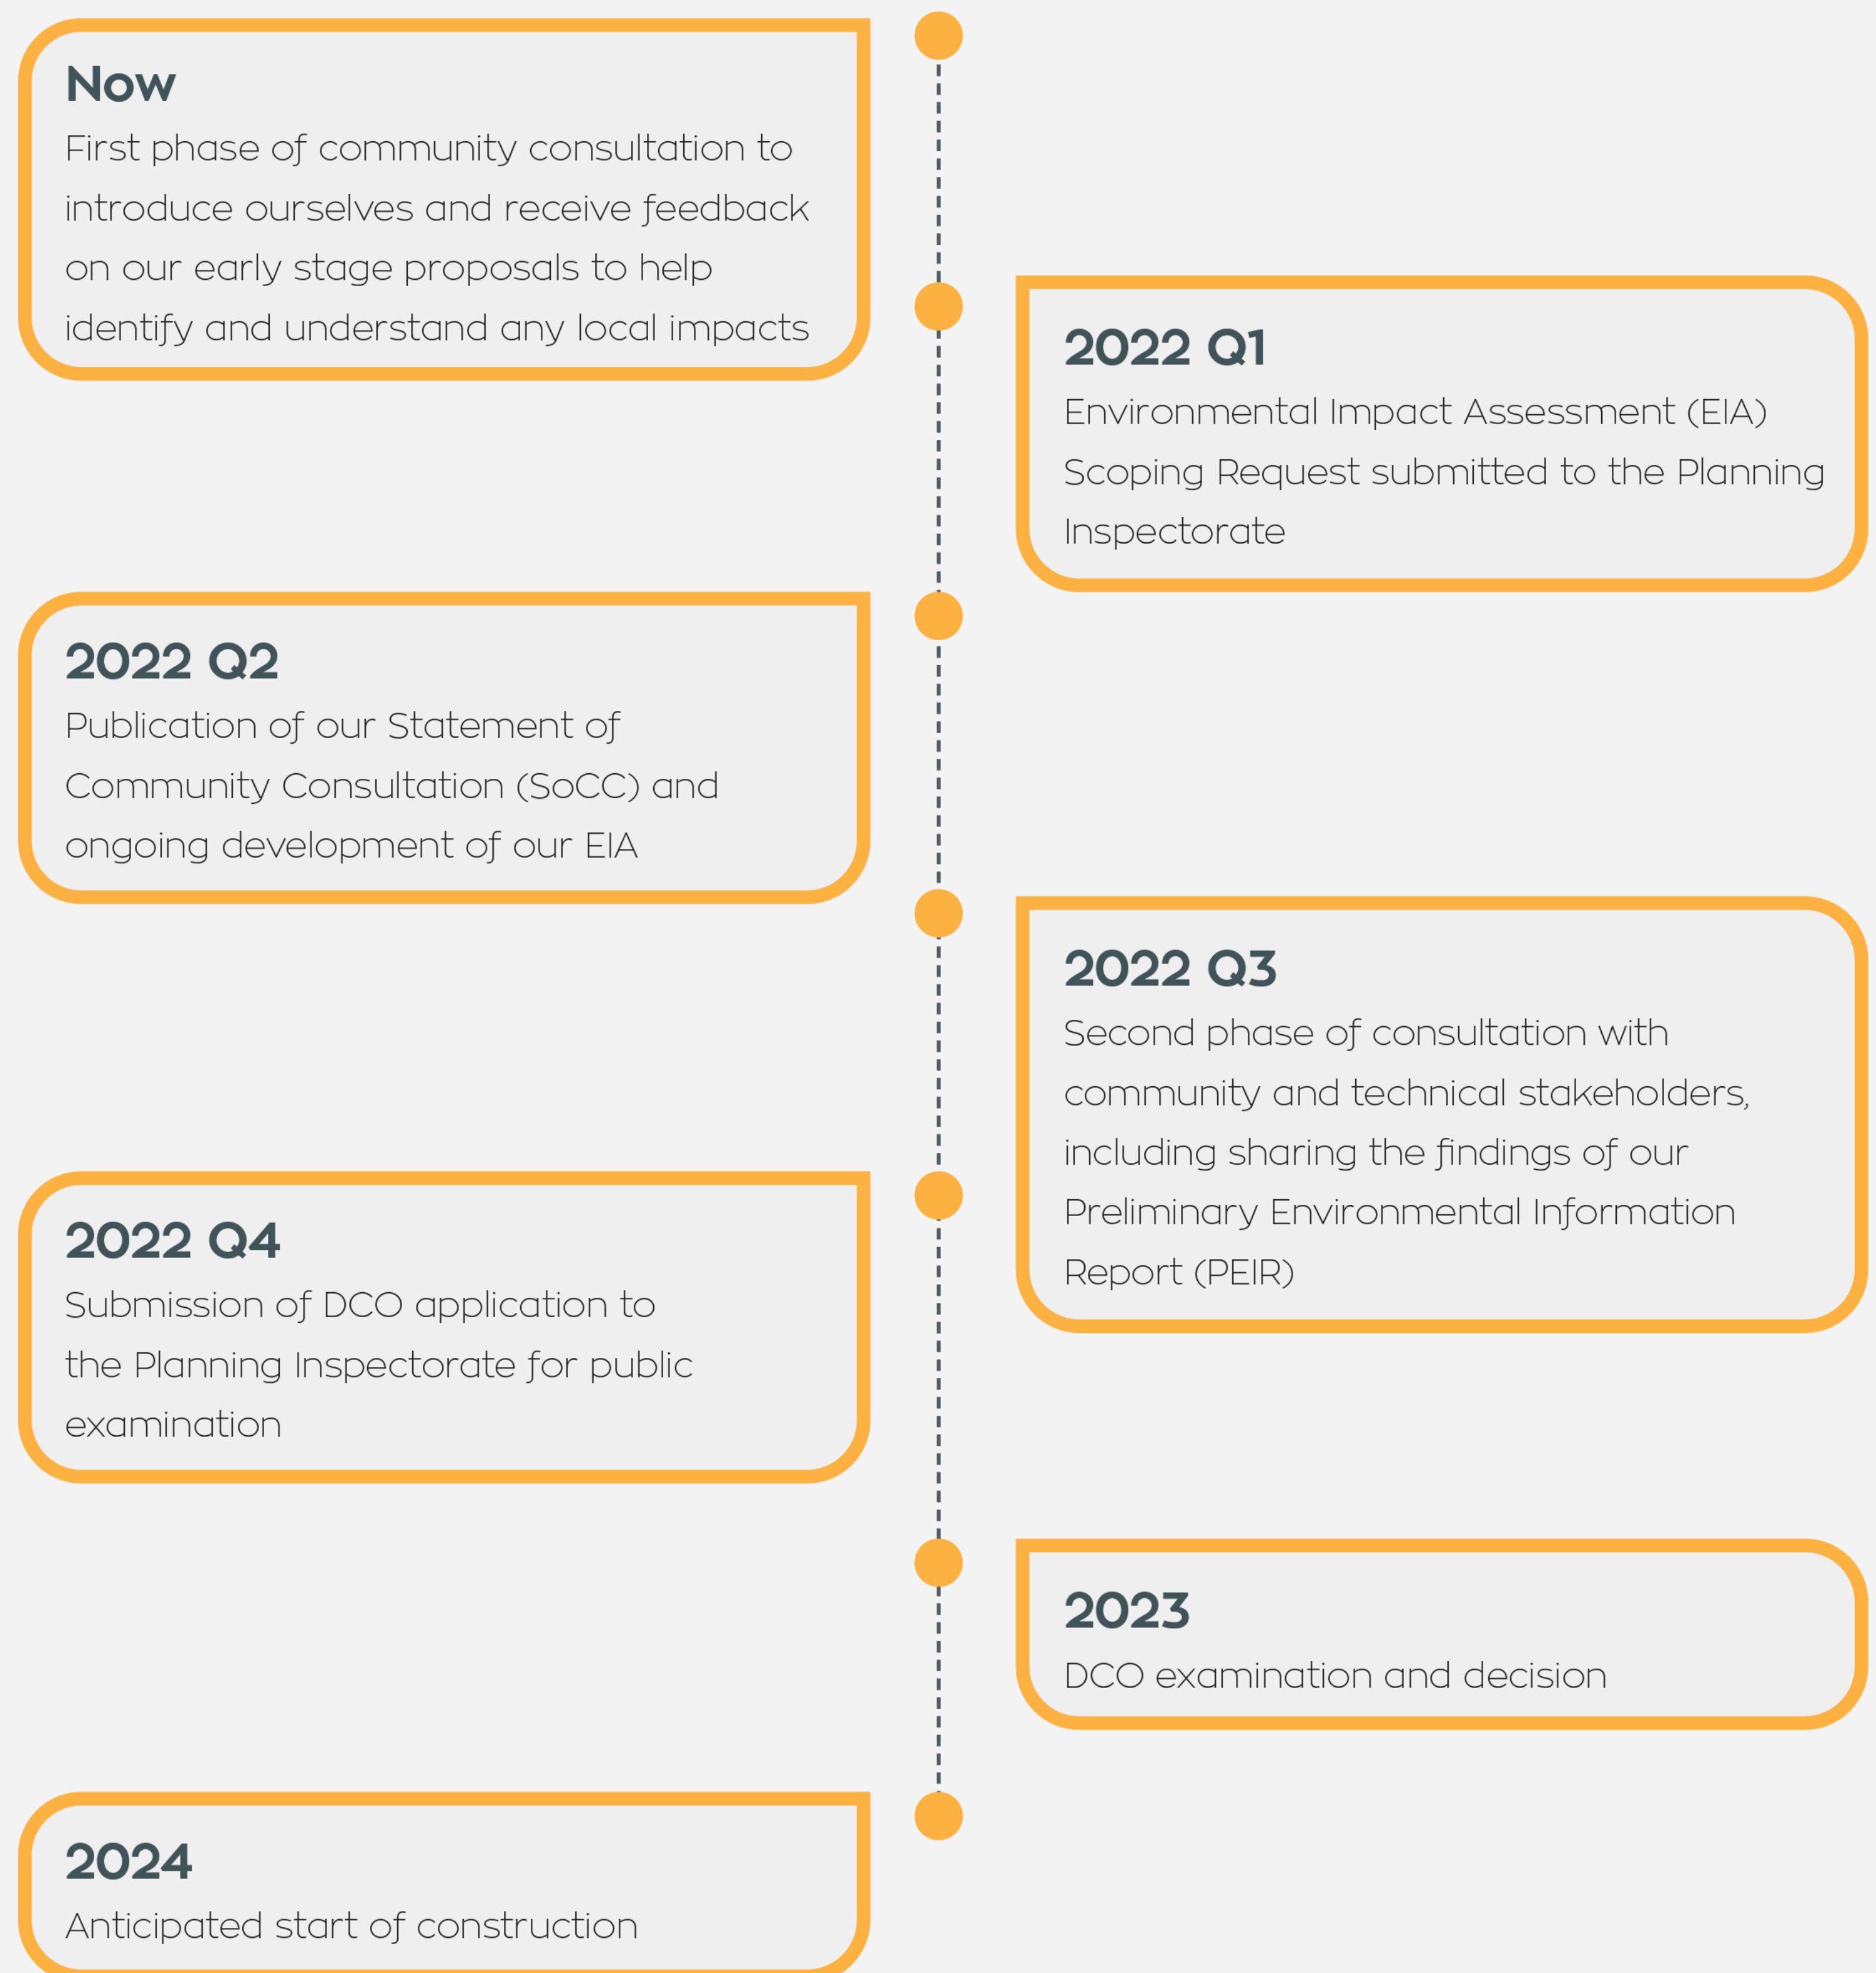 Now
First phase of community consultation to
introduce ourselves and receive feedback
on our early stage proposals to help
identify and understand any local impacts
2022 Q1
Environmental Impact Assessment (EIA)
Scoping Request submitted to the Planning
Inspectorate
2022 Q2
Publication of our Statement of
Community Consultation (SoCC) and
ongoing development of our EIA
2022 Q3
Second phase of consultation with
community and technical stakeholders,
including sharing the findings of our
Preliminary Environmental Information
Report (PEIR)
2022 Q4
Submission of DCO application to
the Planning Inspectorate for public
examination
2023
DCO examination and decision
2024
Anticipated start of construction